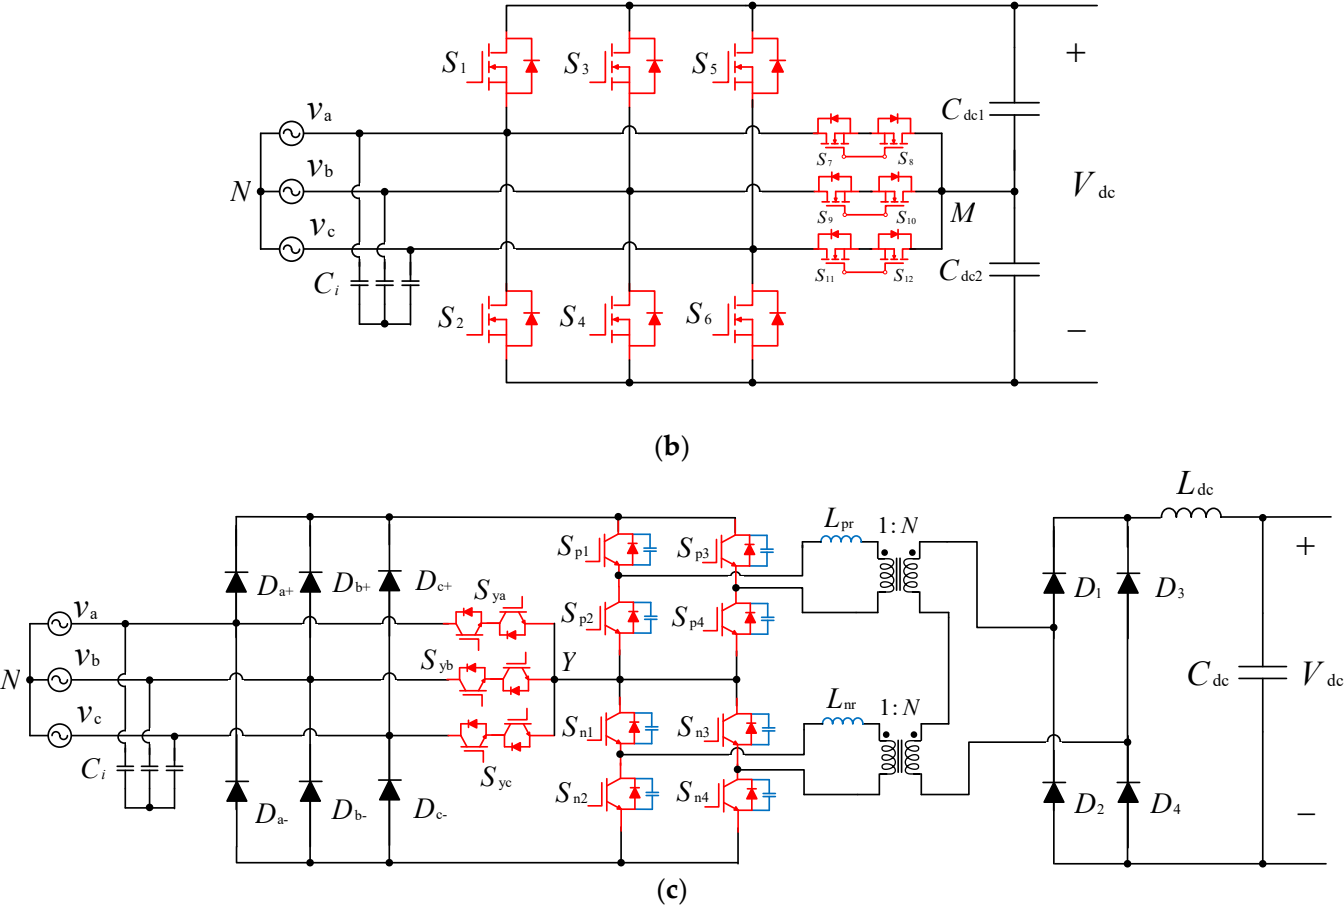 S1 S3 S5 +
va Cdc1
S7 S8
vb
N Vdc
S9 S10 M
vc
Ci S11 S12 Cdc2
S2 S4 S6 −
(b)
Ldc
Lpr 1:N
Sp1 Sp3 +
Da+ Db+ Dc+ Sya D1 D3
va Sp2 Sp4
vb Syb Y
N Cdc Vdc
vc Lnr 1:N
Sn1 Sn3
Ci Syc
Sn2 Sn4 D2 D4
Da- Db- Dc- −
(c)